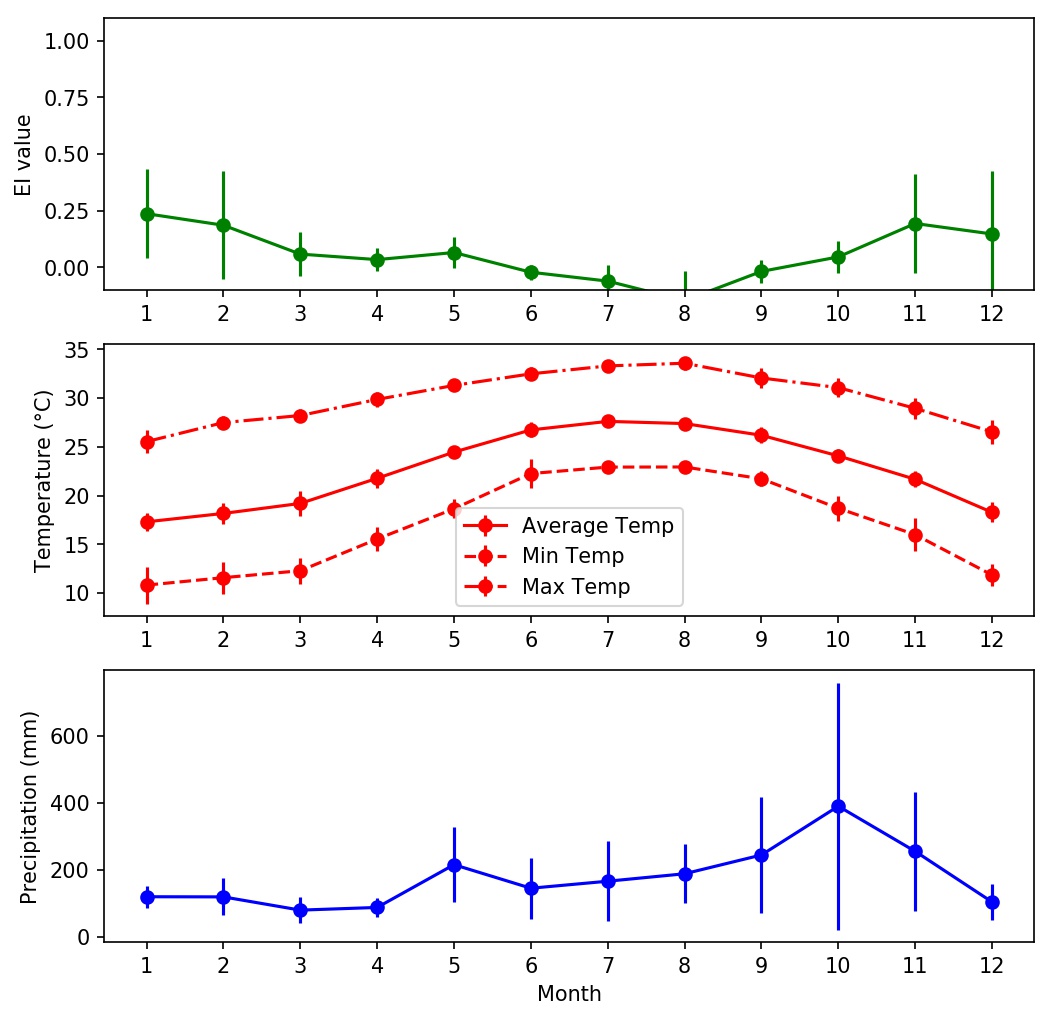 EI value
1.00
0.75
0.50
0.25
0.00
1 2 3 4 5 6 7 8 9 10 11 12
Temperature (°C)
35
30
25
20
15
10
Average Temp
Min Temp
Max Temp
1 2 3 4 5 6 7 8 9 10 11 12
Precipitation (mm)
600
400
200
0
1 2 3 4 5 6 7 8 9 10 11 12
Month